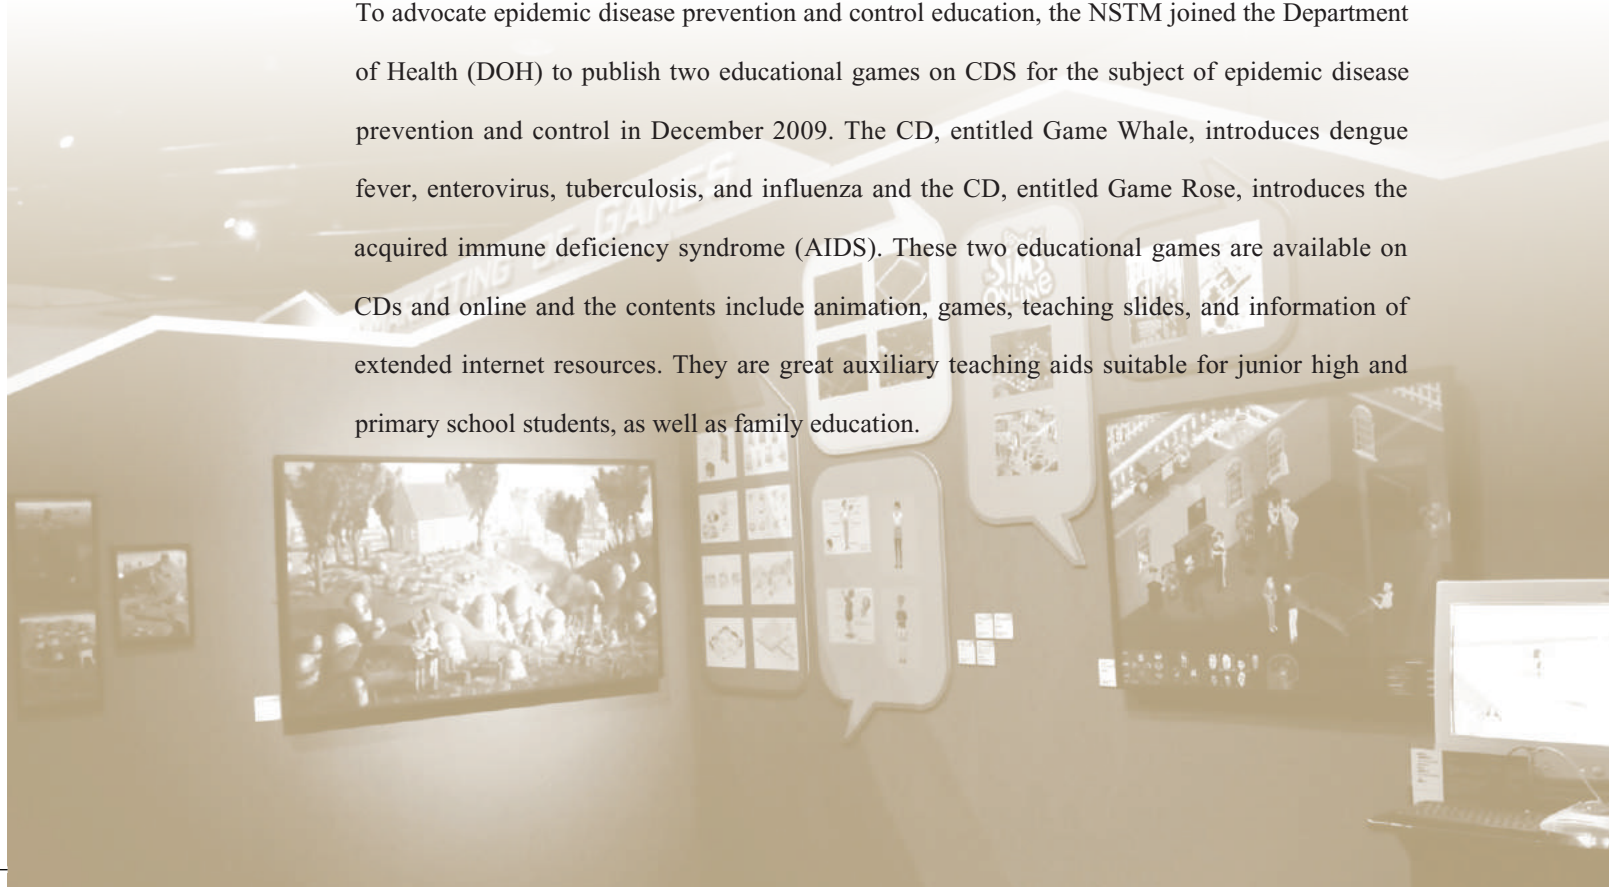 To advocate epidemic disease prevention and control education, the NSTM joined the Department
of Health (DOH) to publish two educational games on CDS for the subject of epidemic disease
prevention and control in December 2009. The CD, entitled Game Whale, introduces dengue
fever, enterovirus, tuberculosis, and influenza and the CD, entitled Game Rose, introduces the
acquired immune deficiency syndrome (AIDS). These two educational games are available on
CDs and online and the contents include animation, games, teaching slides, and information of
extended internet resources. They are great auxiliary teaching aids suitable for junior high and
primary school students, as well as family education.
OF GAMES
SIMS
ONLINE